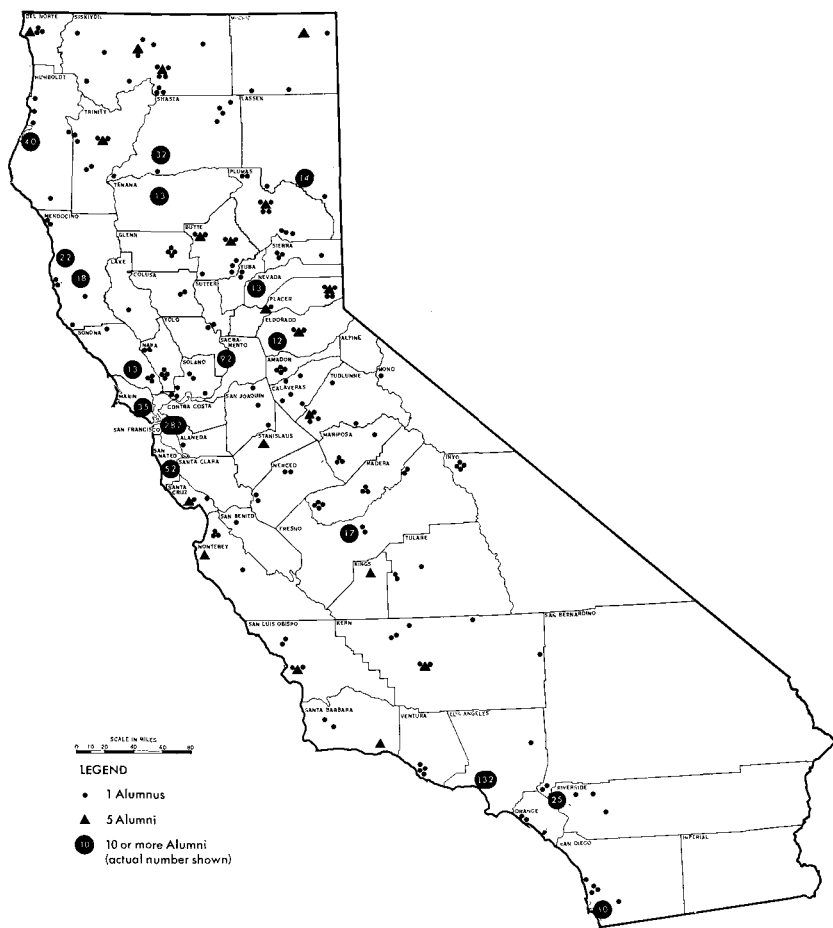 DEL NORTE
SISKIYOU
HUMBOLDT
TRINITY
SHASTA
LASSEN
40
32
PLUMAS
14
13
MENDOCINO
GLENN
BUTTE
SIERRA
22
18
LAKE
COLUSA
SUTTER
YUBA
NEVADA
13
PLACER
ELDORADO
SONOMA
YOLO
NAPA
SACRA-
MENTO
12
ALPINE
92
13
SOLANO
AMADOR
MARIN
35
CONTRA COSTA
SAN JOAQUIN
CALAVERAS
TUOLUMNE
MONO
282
SAN FRANCISCO
ALAMEDA
STANISLAUS
MARIPOSA
SAN
MATEO
52
SANTA CLARA
MERCED
MADERA
INYO
SANTA
CRUZ
SAN BENITO
FRESNO
17
TULARE
MONTEREY
KINGS
SAN LUIS OBISPO
KERN
SAN BERNARDINO
SANTA BARBARA
VENTURA
LOS ANGELES
132
RIVERSIDE
25
ORANGE
SAN DIEGO
IMPERIAL
10
SCALE IN MILES
0 20 40 60 80
LEGEND
1 Alumnus
5 Alumni
10
10 or more Alumni
(actual number shown)